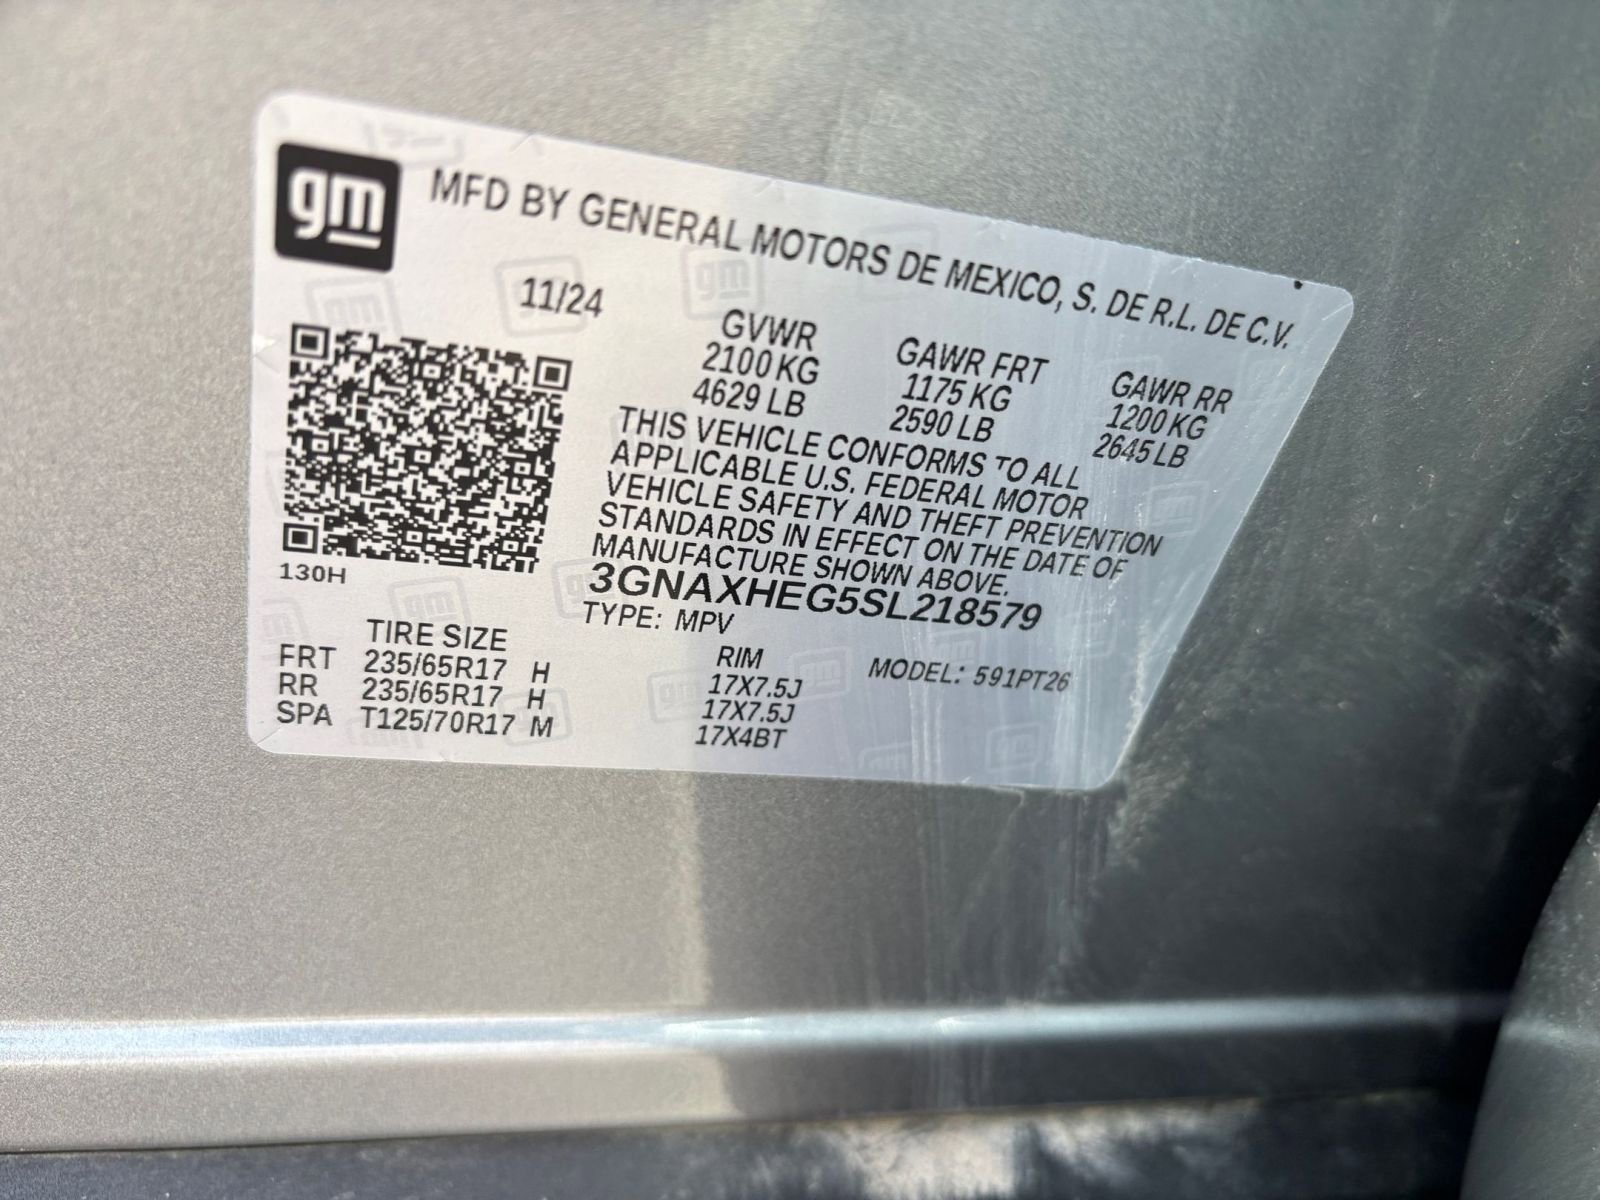 gm
MFD BY GENERAL MOTORS DE MEXICO, S. DE R.L. DE C.V.
11/24
GVWR GAWR FRT GAWR RR
2100 KG 1175 KG 1200 KG
4629 LB 2590 LB 2645 LB
THIS VEHICLE CONFORMS TO ALL
APPLICABLE U.S. FEDERAL MOTOR
VEHICLE SAFETY AND THEFT PREVENTION
STANDARDS IN EFFECT ON THE DATE OF
MANUFACTURE SHOWN ABOVE.
3GNAXHEG5SL218579
130H
TYPE: MPV
TIRE SIZE RIM MODEL: 591PT26
FRT 235/65R17 H 17X7.5J
RR 235/65R17 H 17X7.5J
SPA T125/70R17 M 17X4BT